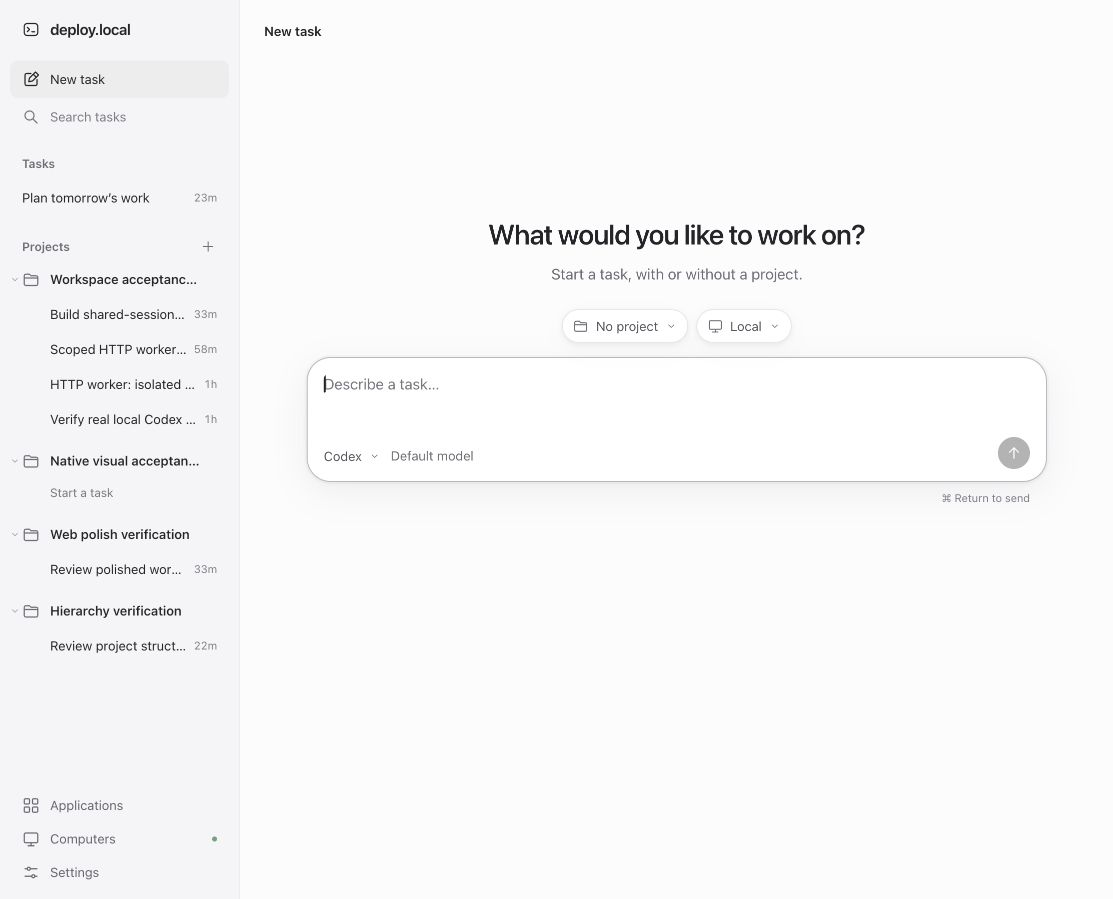 deploy.local
New task
Search tasks
Tasks
Plan tomorrow's work 23m
Projects
Workspace acceptanc...
Build shared-session... 33m
Scoped HTTP worker... 58m
HTTP worker: isolated ... 1h
Verify real local Codex ... 1h
Native visual acceptan...
Start a task
Web polish verification
Review polished wor... 33m
Hierarchy verification
Review project struct... 22m
Applications
Computers
Settings
New task
What would you like to work on?
Start a task, with or without a project.
No project Local
Describe a task...
Codex Default model
⌘ Return to send